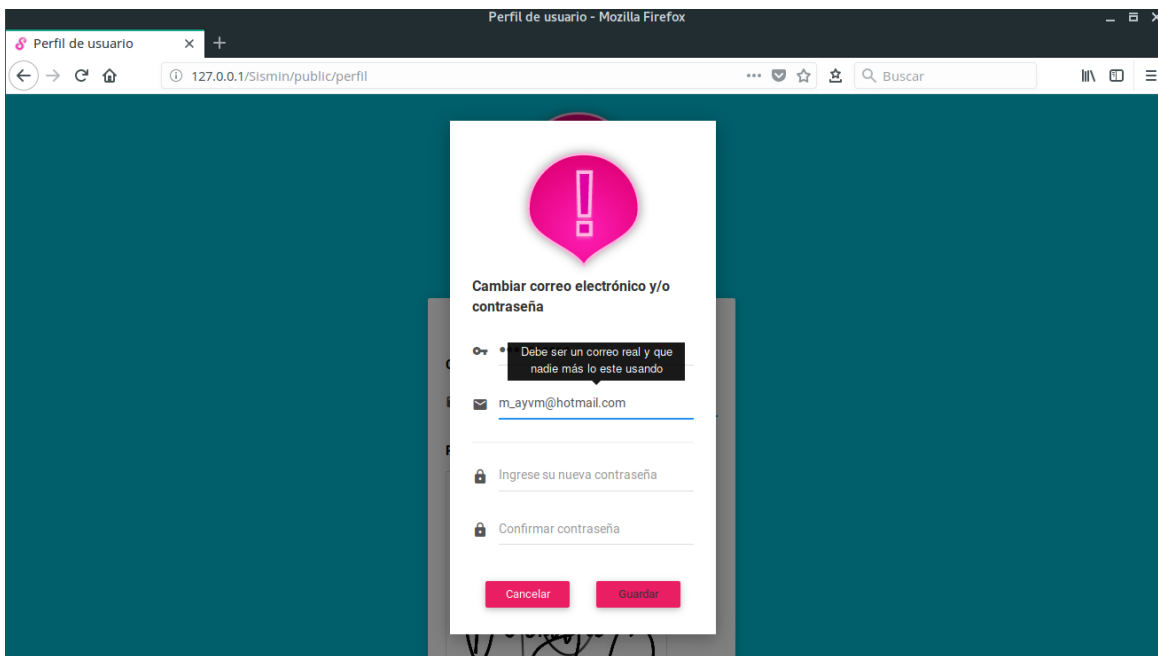 Perfil de usuario - Mozilla Firefox
Perfil de usuario
127.0.0.1/Sismin/public/perfil
Buscar
Cambiar correo electrónico y/o
contraseña
Debe ser un correo real y que
nadie más lo este usando
m_ayvm@hotmail.com
Ingrese su nueva contraseña
Confirmar contraseña
Cancelar
Guardar